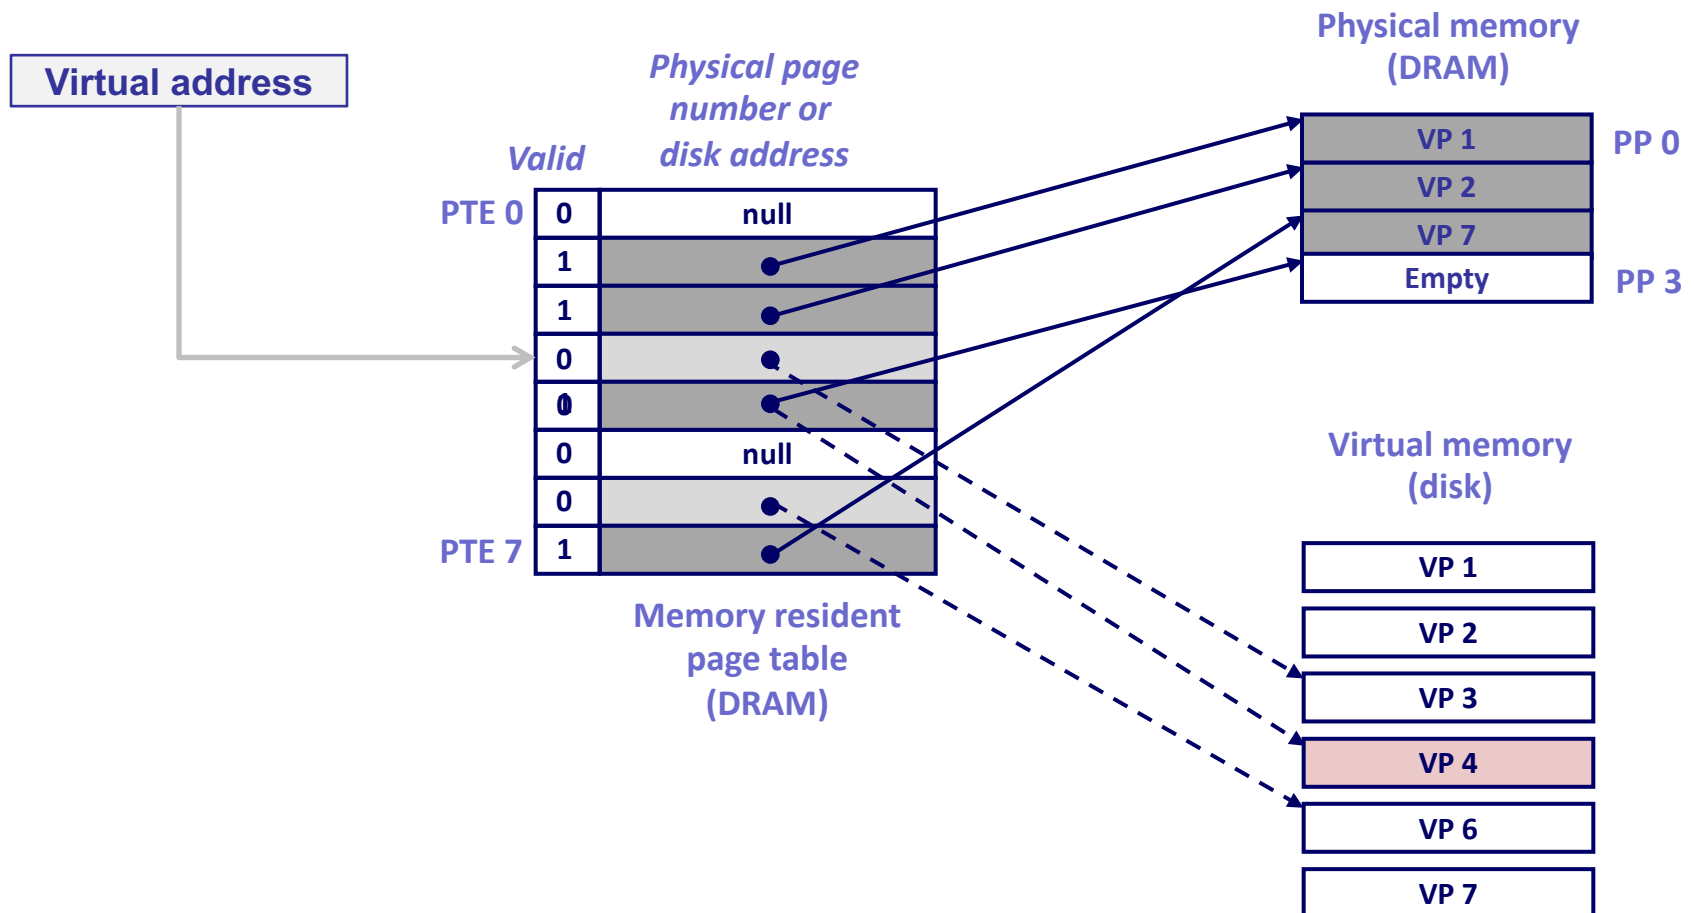 Virtual address
Physical page
number or
disk address
Valid
PTE 0
0
null
1
1
0
0
null
0
PTE 7
1
Memory resident
page table
(DRAM)
Physical memory
(DRAM)
VP 1
PP 0
VP 2
VP 7
Empty
PP 3
Virtual memory
(disk)
VP 1
VP 2
VP 3
VP 4
VP 6
VP 7